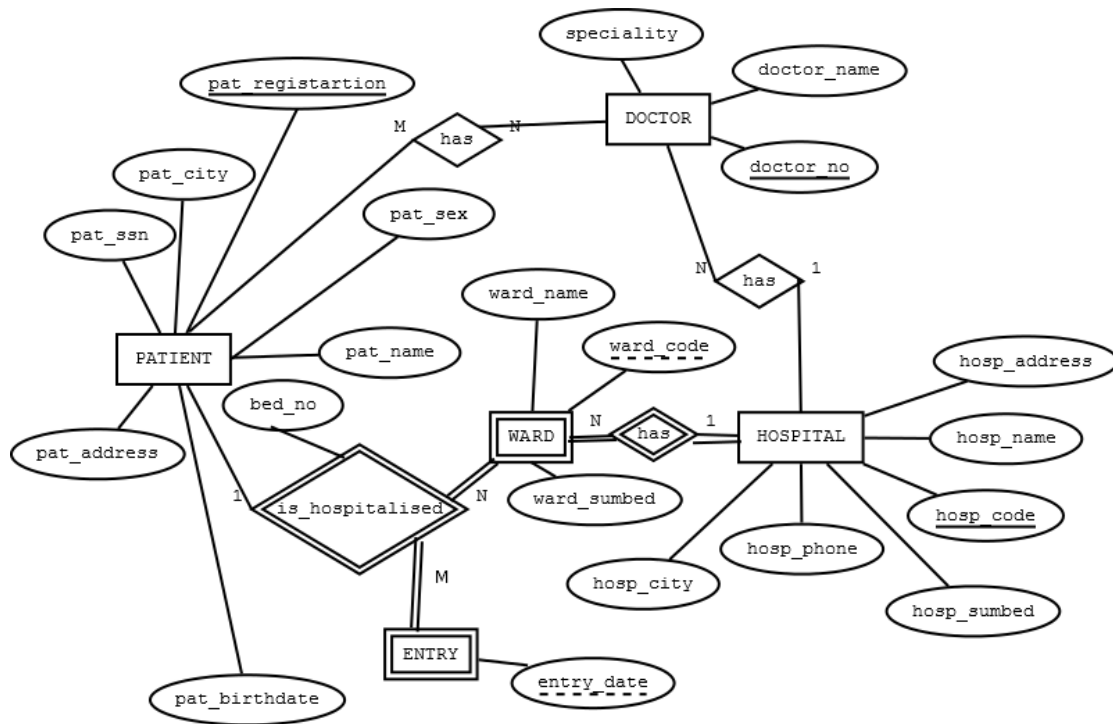 speciality
doctor_name
pat_registartion
DOCTOR
M
has
N
doctor_no
pat_city
pat_sex
pat_ssn
N
has
1
ward_name
ward_code
PATIENT
pat_name
hosp_address
bed_no
WARD
N
has
1
HOSPITAL
hosp_name
pat_address
1
is_hospitalised
N
ward_sumbed
hosp_code
hosp_phone
M
hosp_city
hosp_sumbed
ENTRY
entry_date
pat_birthdate